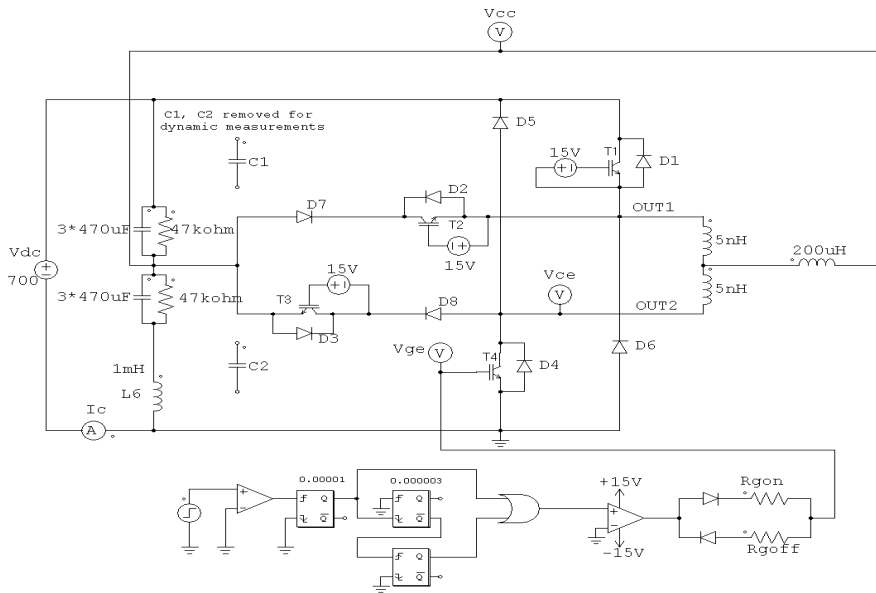 Vcc
V
C1, C2 removed for
dynamic measurements
D5
T1
15V
D1
C1
D2
D7
T2
OUT1
3*470uF
47kohm
15V
5nH
Vdc
700
200uH
15V
Vce
V
3*470uF
47kohm
T3
D8
OUT2
5nH
D3
Vge
V
T4
D6
1mH
C2
D4
L6
Ic
A
0.00001
0.000003
+15V
Rgon
Q
Q
Q
Q
-15V
Rgoff
Q
Q